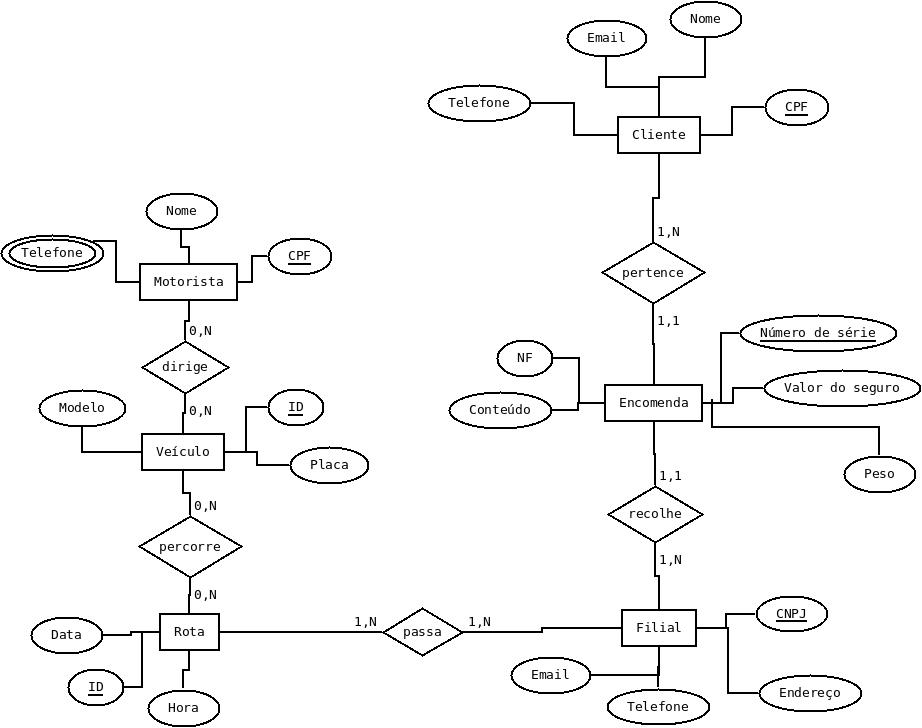 Nome
Email
Telefone
CPF
Cliente
1,N
pertence
1,1
Nome
Telefone
CPF
Motorista
0,N
dirige
0,N
Modelo
ID
Veículo
Placa
0,N
percorre
0,N
Número de série
NF
Valor do seguro
Conteúdo
Encomenda
Peso
1,1
recolhe
1,N
Data
Rota
1,N
passa
1,N
Filial
CNPJ
ID
Hora
Email
Telefone
Endereço